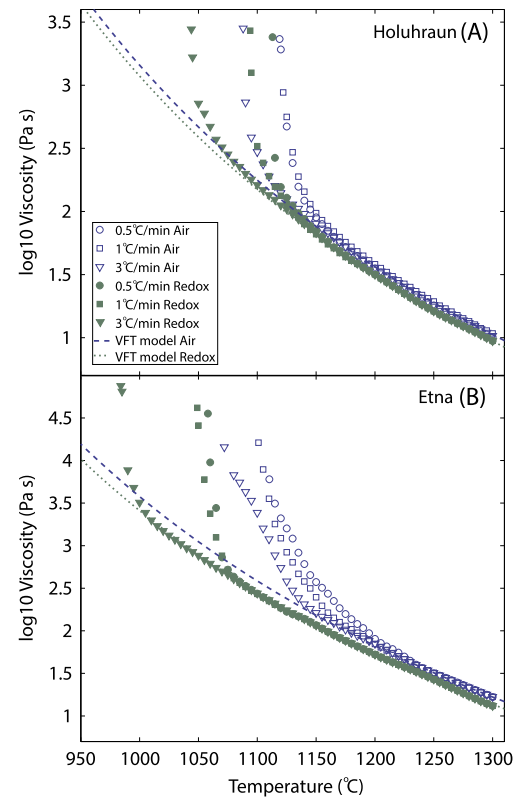 3.5
3
2.5
2
1.5
1
log10 Viscosity (Pa s)
Holuhraun (A)
0.5°C/min Air
1°C/min Air
3°C/min Air
0.5°C/min Redox
1°C/min Redox
3°C/min Redox
VFT model Air
VFT model Redox
Etna (B)
4.5
4
3.5
3
2.5
2
1.5
1
log10 Viscosity (Pa s)
950 1000 1050 1100 1150 1200 1250 1300
Temperature (°C)